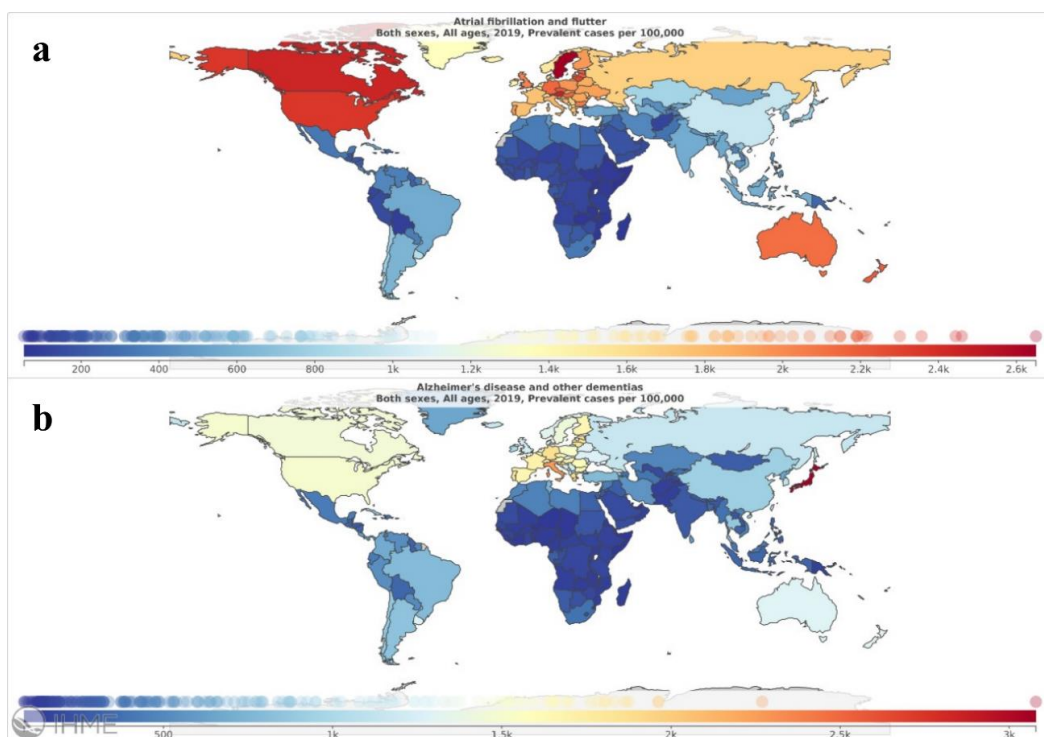 a
Atrial fibrillation and flutter
Both sexes, All ages, 2019, Prevalent cases per 100,000
200 400 600 800 1k 1.2k 1.4k 1.6k 1.8k 2k 2.2k 2.4k 2.6k
b
Alzheimer's disease and other dementias
Both sexes, All ages, 2019, Prevalent cases per 100,000
IHME
500 1k 1.5k 2k 2.5k 3k